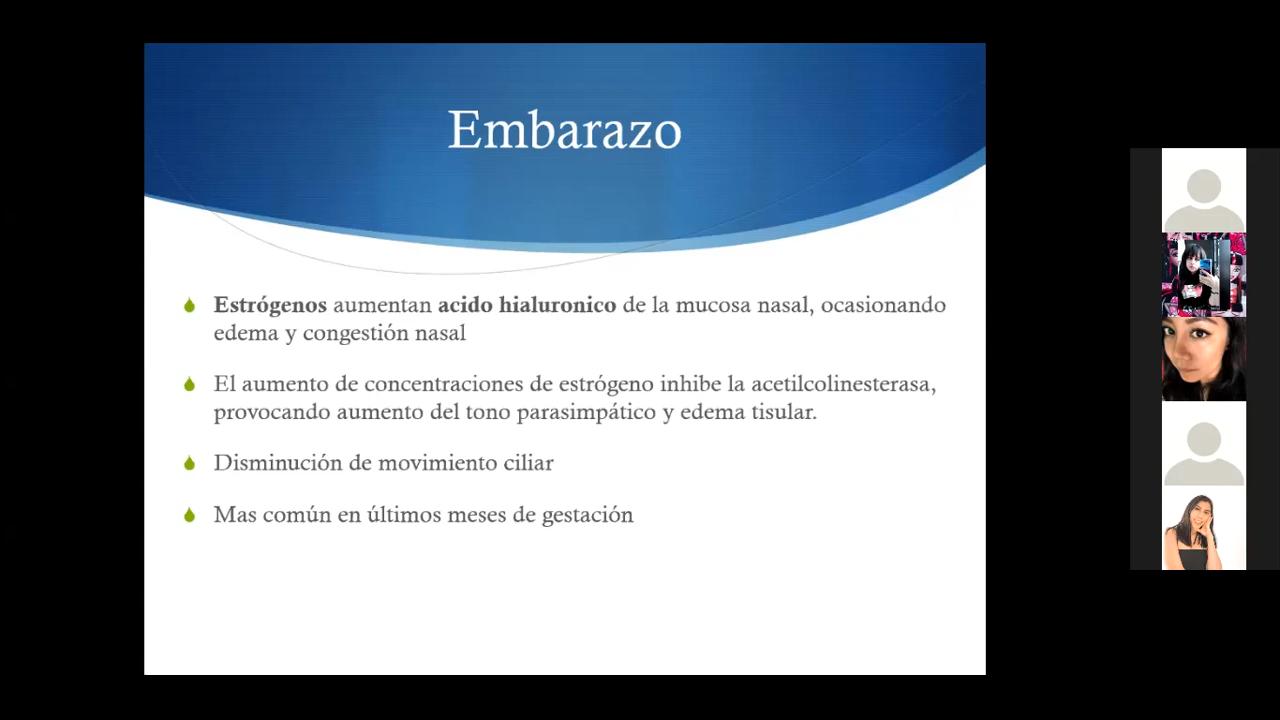 Embarazo
Estrógenos aumentan acido hialuronico de la mucosa nasal, ocasionando
edema y congestión nasal
El aumento de concentraciones de estrógeno inhibe la acetilcolinesterasa,
provocando aumento del tono parasimpático y edema tisular.
Disminución de movimiento ciliar
Mas común en últimos meses de gestación